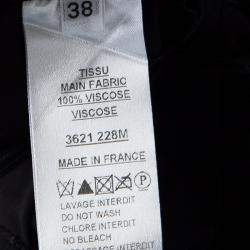 38
TISSU
MAIN FABRIC
100% VISCOSE
VISCOSE
3621 228M
MADE IN FRANCE
P
LAVAGE INTERDIT
DO NOT WASH
CHLORE INTERDIT
NO BLEACH